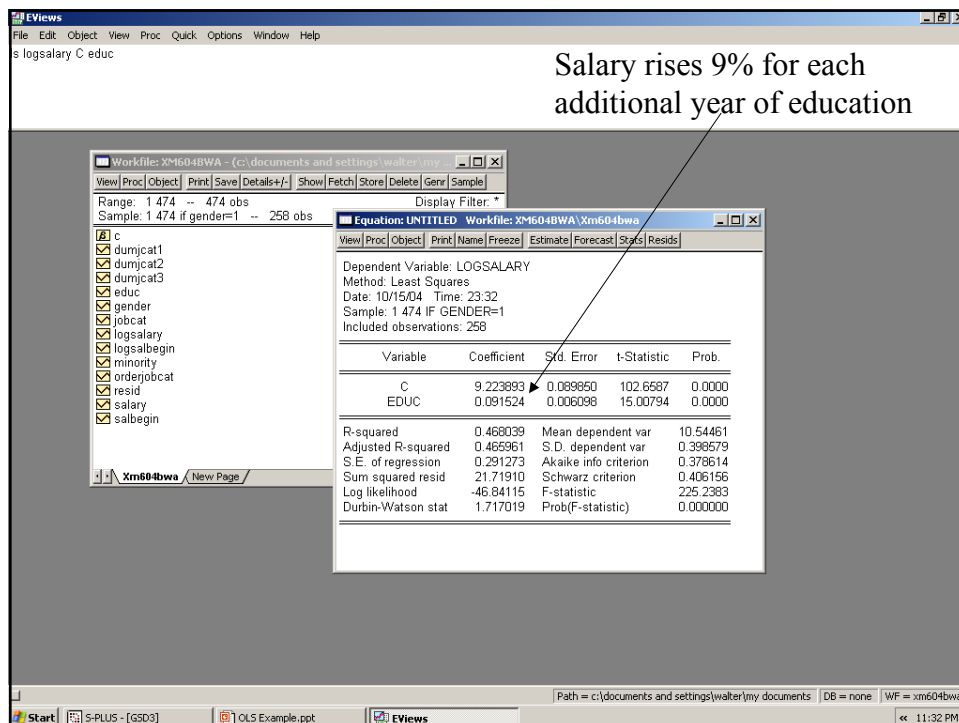 EViews
File Edit Object View Proc Quick Options Window Help
ls logsalary C educ
Salary rises 9% for each
additional year of education
Workfile: XM604BWA - (c:\documents and settings\walter\my ...
View Proc Object Print Save Details+/- Show Fetch Store Delete Genr Sample
Range: 1 474 -- 474 obs Display Filter: *
Sample: 1 474 if gender=1 -- 258 obs
c
dumjcat1
dumjcat2
dumjcat3
educ
gender
jobcat
logsalary
logsalbegin
minority
orderjobcat
resid
salary
salbegin
Xm604bwa New Page
Equation: UNTITLED Workfile: XM604BWA\Xm604bwa
View Proc Object Print Name Freeze Estimate Forecast Stats Resids
Dependent Variable: LOGSALARY
Method: Least Squares
Date: 10/15/04 Time: 23:32
Sample: 1 474 IF GENDER=1
Included observations: 258
Variable Coefficient Std. Error t-Statistic Prob.
C 9.223893 0.089850 102.6587 0.0000
EDUC 0.091524 0.006098 15.00794 0.0000
R-squared 0.468039 Mean dependent var 10.54461
Adjusted R-squared 0.465961 S.D. dependent var 0.398579
S.E. of regression 0.291273 Akaike info criterion 0.378614
Sum squared resid 21.71910 Schwarz criterion 0.406156
Log likelihood -46.84115 F-statistic 225.2383
Durbin-Watson stat 1.717019 Prob(F-statistic) 0.000000
Path = c:\documents and settings\walter\my documents DB = none WF = xm604bwa
Start S-PLUS - [GSD3] OLS Example.ppt EViews « 11:32 PM